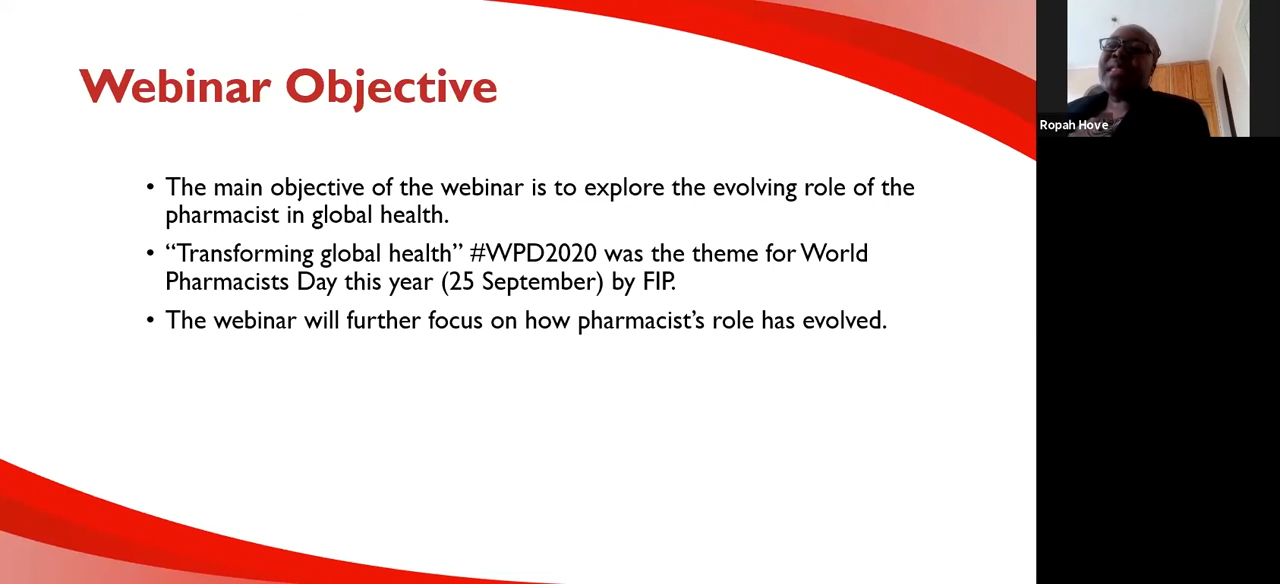 Webinar Objective
• The main objective of the webinar is to explore the evolving role of the
pharmacist in global health.
• “Transforming global health” #WPD2020 was the theme for World
Pharmacists Day this year (25 September) by FIP.
• The webinar will further focus on how pharmacist’s role has evolved.
Ropah Hove